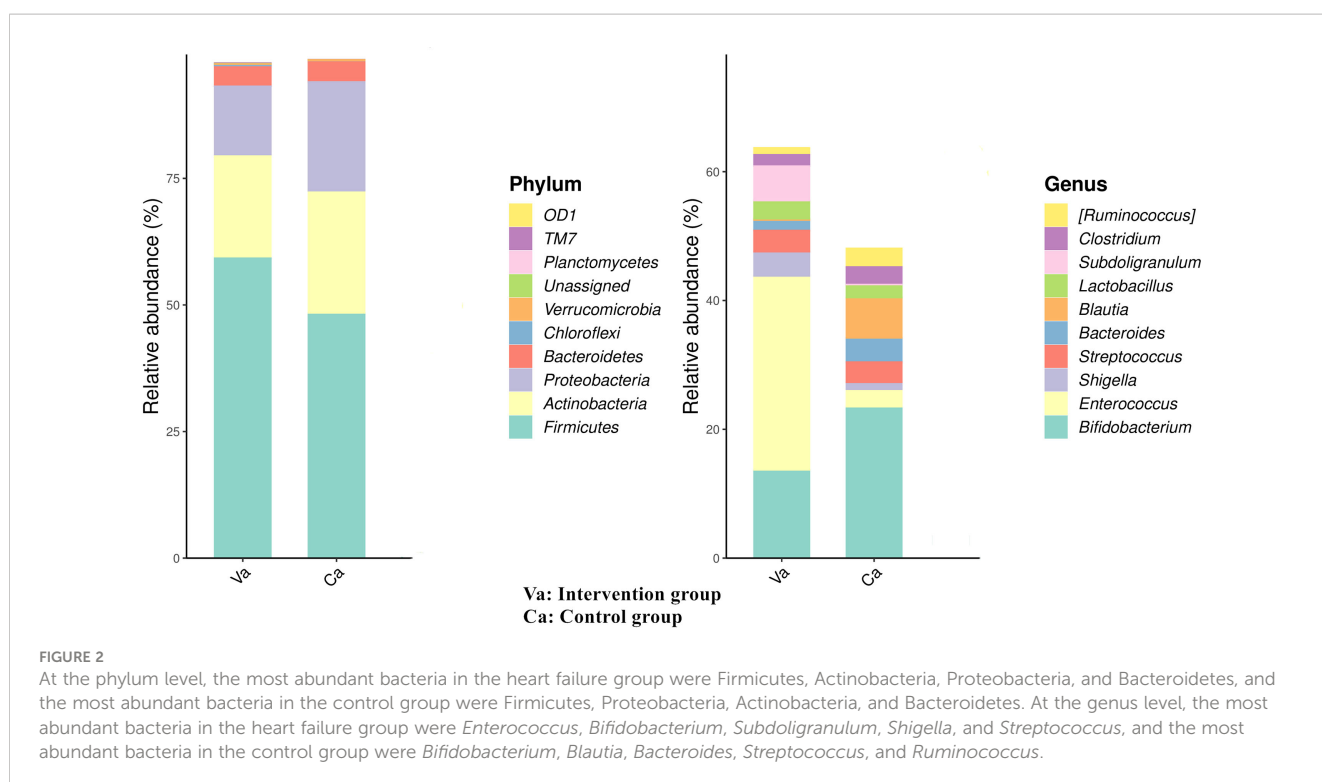 Relative abundance (%)
75
50
25
0
Va
Ca
Phylum
OD1
TM7
Planctomycetes
Unassigned
Verrucomicrobia
Chloroflexi
Bacteroidetes
Proteobacteria
Actinobacteria
Firmicutes
Relative abundance (%)
60
40
20
0
Va
Ca
Genus
[Ruminococcus]
Clostridium
Subdoligranulum
Lactobacillus
Blautia
Bacteroides
Streptococcus
Shigella
Enterococcus
Bifidobacterium
Va: Intervention group
Ca: Control group
FIGURE 2
At the phylum level, the most abundant bacteria in the heart failure group were Firmicutes, Actinobacteria, Proteobacteria, and Bacteroidetes, and
the most abundant bacteria in the control group were Firmicutes, Proteobacteria, Actinobacteria, and Bacteroidetes. At the genus level, the most
abundant bacteria in the heart failure group were Enterococcus, Bifidobacterium, Subdoligranulum, Shigella, and Streptococcus, and the most
abundant bacteria in the control group were Bifidobacterium, Blautia, Bacteroides, Streptococcus, and Ruminococcus.